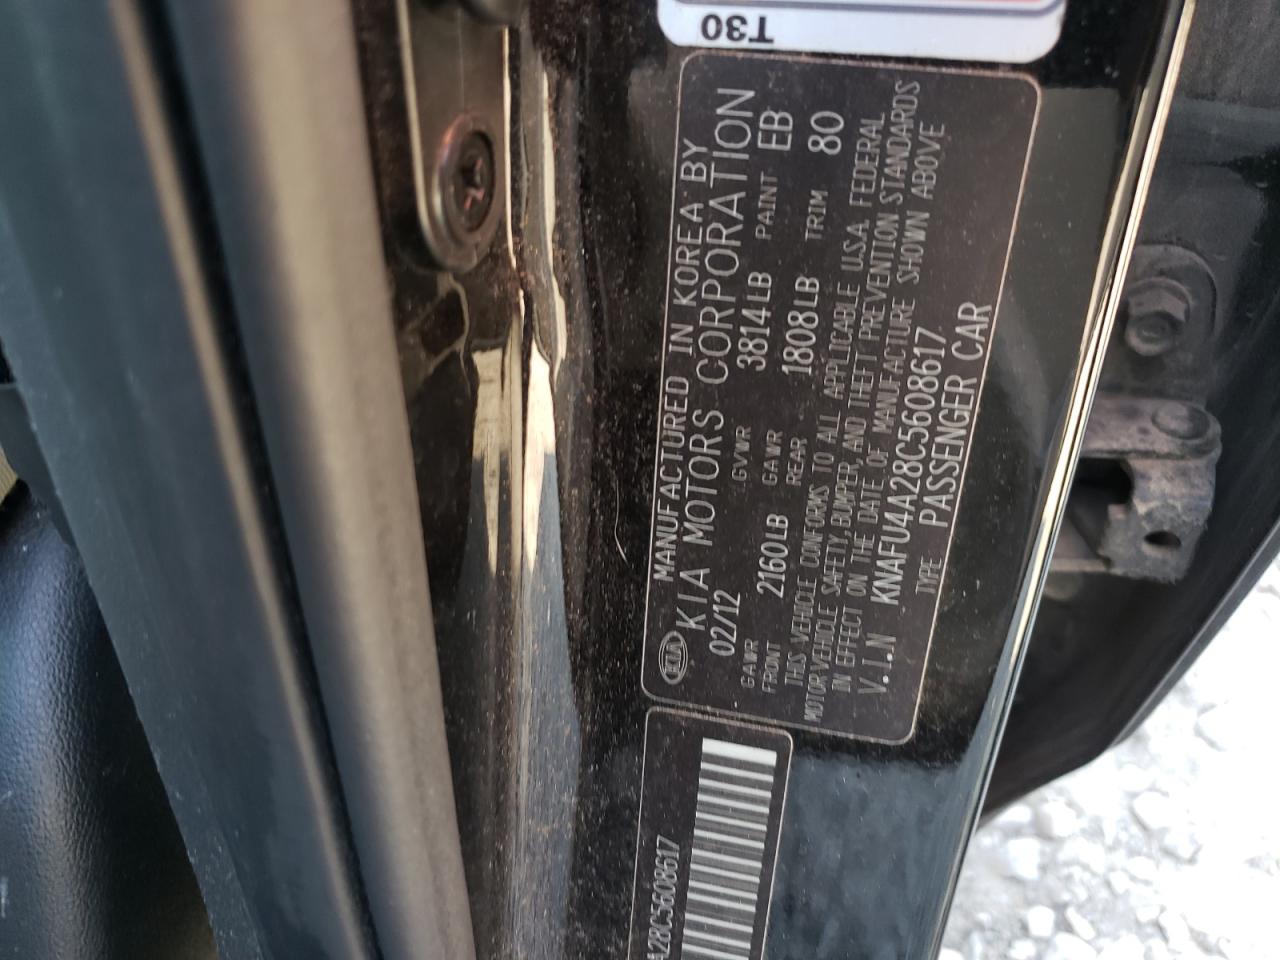 T30
MANUFACTURED IN KOREA BY
KIA KIA MOTORS CORPORATION
02/12 GVWR 3814LB PAINT EB
GAWR FRONT 2160LB GAWR REAR 1808LB TRIM 80
THIS VEHICLE CONFORMS TO ALL APPLICABLE U.S.A. FEDERAL
MOTOR VEHICLE SAFETY, BUMPER, AND THEFT PREVENTION STANDARDS
IN EFFECT ON THE DATE OF MANUFACTURE SHOWN ABOVE
V.I.N KNAFU4A28C5608617
TYPE PASSENGER CAR
A28C5608617